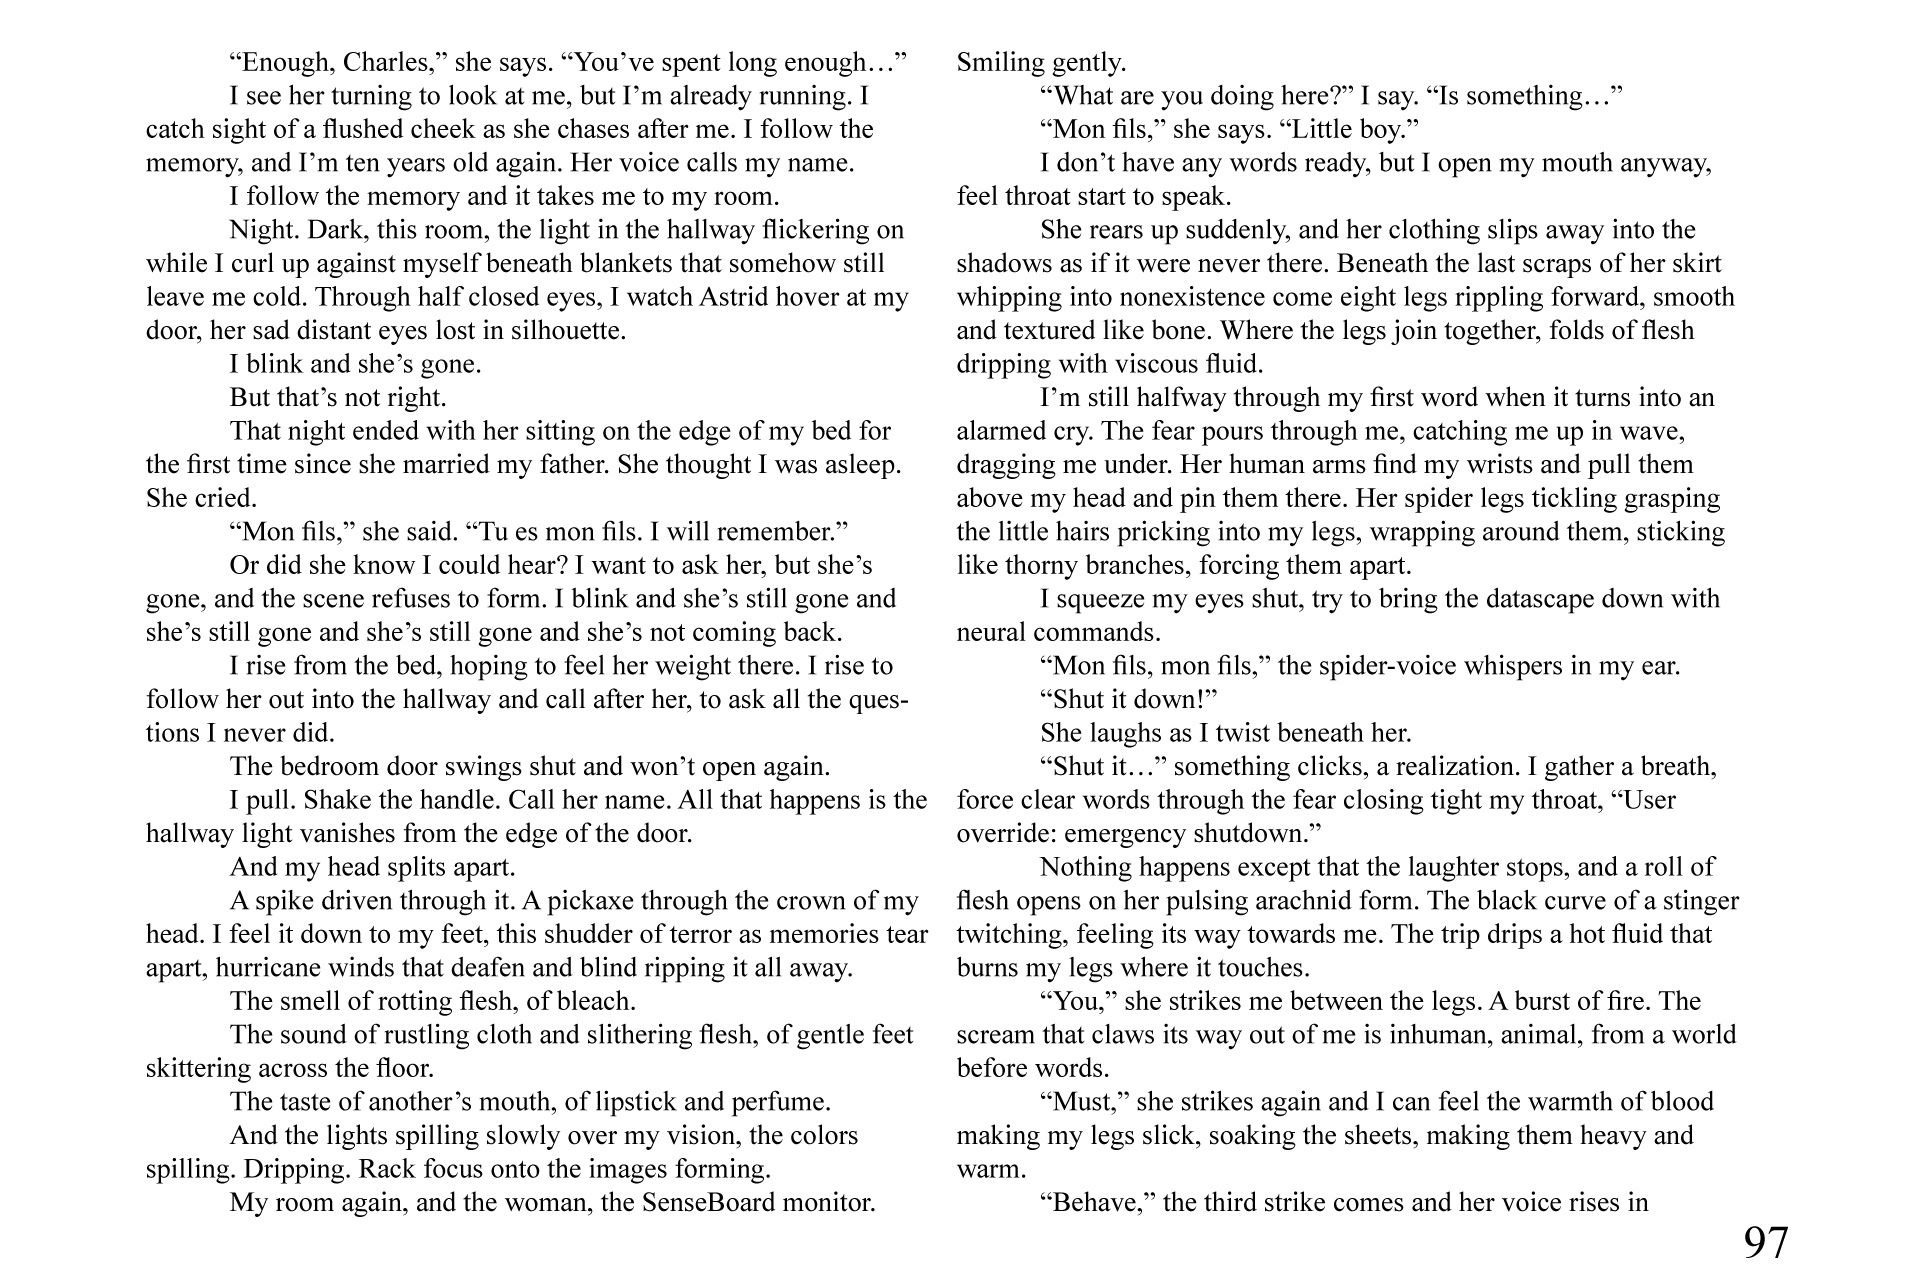 “Enough, Charles,” she says. “You’ve spent long enough…”
I see her turning to look at me, but I’m already running. I
catch sight of a flushed cheek as she chases after me. I follow the
memory, and I’m ten years old again. Her voice calls my name.
I follow the memory and it takes me to my room.
Night. Dark, this room, the light in the hallway flickering on
while I curl up against myself beneath blankets that somehow still
leave me cold. Through half closed eyes, I watch Astrid hover at my
door, her sad distant eyes lost in silhouette.
I blink and she’s gone.
But that’s not right.
That night ended with her sitting on the edge of my bed for
the first time since she married my father. She thought I was asleep.
She cried.
“Mon fils,” she said. “Tu es mon fils. I will remember.”
Or did she know I could hear? I want to ask her, but she’s
gone, and the scene refuses to form. I blink and she’s still gone and
she’s still gone and she’s still gone and she’s not coming back.
I rise from the bed, hoping to feel her weight there. I rise to
follow her out into the hallway and call after her, to ask all the ques-
tions I never did.
The bedroom door swings shut and won’t open again.
I pull. Shake the handle. Call her name. All that happens is the
hallway light vanishes from the edge of the door.
And my head splits apart.
A spike driven through it. A pickaxe through the crown of my
head. I feel it down to my feet, this shudder of terror as memories tear
apart, hurricane winds that deafen and blind ripping it all away.
The smell of rotting flesh, of bleach.
The sound of rustling cloth and slithering flesh, of gentle feet
skittering across the floor.
The taste of another’s mouth, of lipstick and perfume.
And the lights spilling slowly over my vision, the colors
spilling. Dripping. Rack focus onto the images forming.
My room again, and the woman, the SenseBoard monitor.
Smiling gently.
“What are you doing here?” I say. “Is something…”
“Mon fils,” she says. “Little boy.”
I don’t have any words ready, but I open my mouth anyway,
feel throat start to speak.
She rears up suddenly, and her clothing slips away into the
shadows as if it were never there. Beneath the last scraps of her skirt
whipping into nonexistence come eight legs rippling forward, smooth
and textured like bone. Where the legs join together, folds of flesh
dripping with viscous fluid.
I’m still halfway through my first word when it turns into an
alarmed cry. The fear pours through me, catching me up in wave,
dragging me under. Her human arms find my wrists and pull them
above my head and pin them there. Her spider legs tickling grasping
the little hairs pricking into my legs, wrapping around them, sticking
like thorny branches, forcing them apart.
I squeeze my eyes shut, try to bring the datascape down with
neural commands.
“Mon fils, mon fils,” the spider-voice whispers in my ear.
“Shut it down!”
She laughs as I twist beneath her.
“Shut it…” something clicks, a realization. I gather a breath,
force clear words through the fear closing tight my throat, “User
override: emergency shutdown.”
Nothing happens except that the laughter stops, and a roll of
flesh opens on her pulsing arachnid form. The black curve of a stinger
twitching, feeling its way towards me. The trip drips a hot fluid that
burns my legs where it touches.
“You,” she strikes me between the legs. A burst of fire. The
scream that claws its way out of me is inhuman, animal, from a world
before words.
“Must,” she strikes again and I can feel the warmth of blood
making my legs slick, soaking the sheets, making them heavy and
warm.
“Behave,” the third strike comes and her voice rises in
97